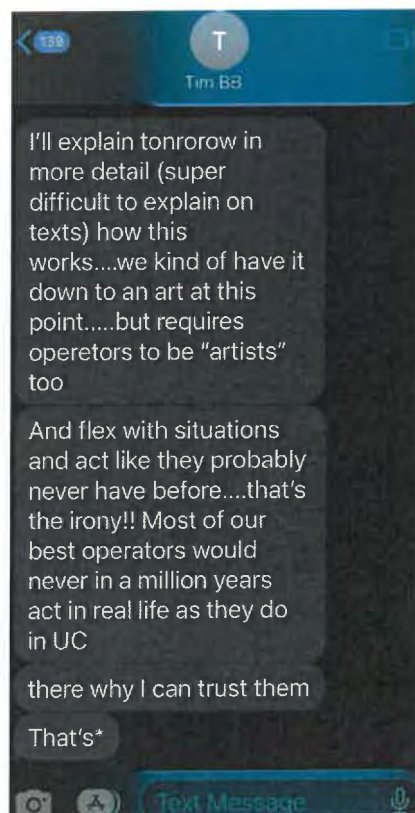 139
T
Tim BB
I'll explain tonrorow in
more detail (super
difficult to explain on
texts) how this
works....we kind of have it
down to an art at this
point.....but requires
operetors to be “artists”
too
And flex with situations
and act like they probably
never have before....that's
the irony!! Most of our
best operators would
never in a million years
act in real life as they do
in UC
there why I can trust them
That's*
Text Message